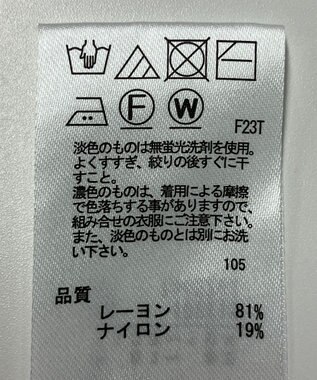 F W
F23T
淡色のものは無蛍光洗剤を使用。
よくすすぎ、絞りの後すぐに干
すこと。
濃色のものは、着用による摩擦
で色落ちする事がありますので、
組み合せの衣服にご注意下さい。
また、淡色のものとは別にお洗
い下さい。
105
品質
レーヨン 81%
ナイロン 19%